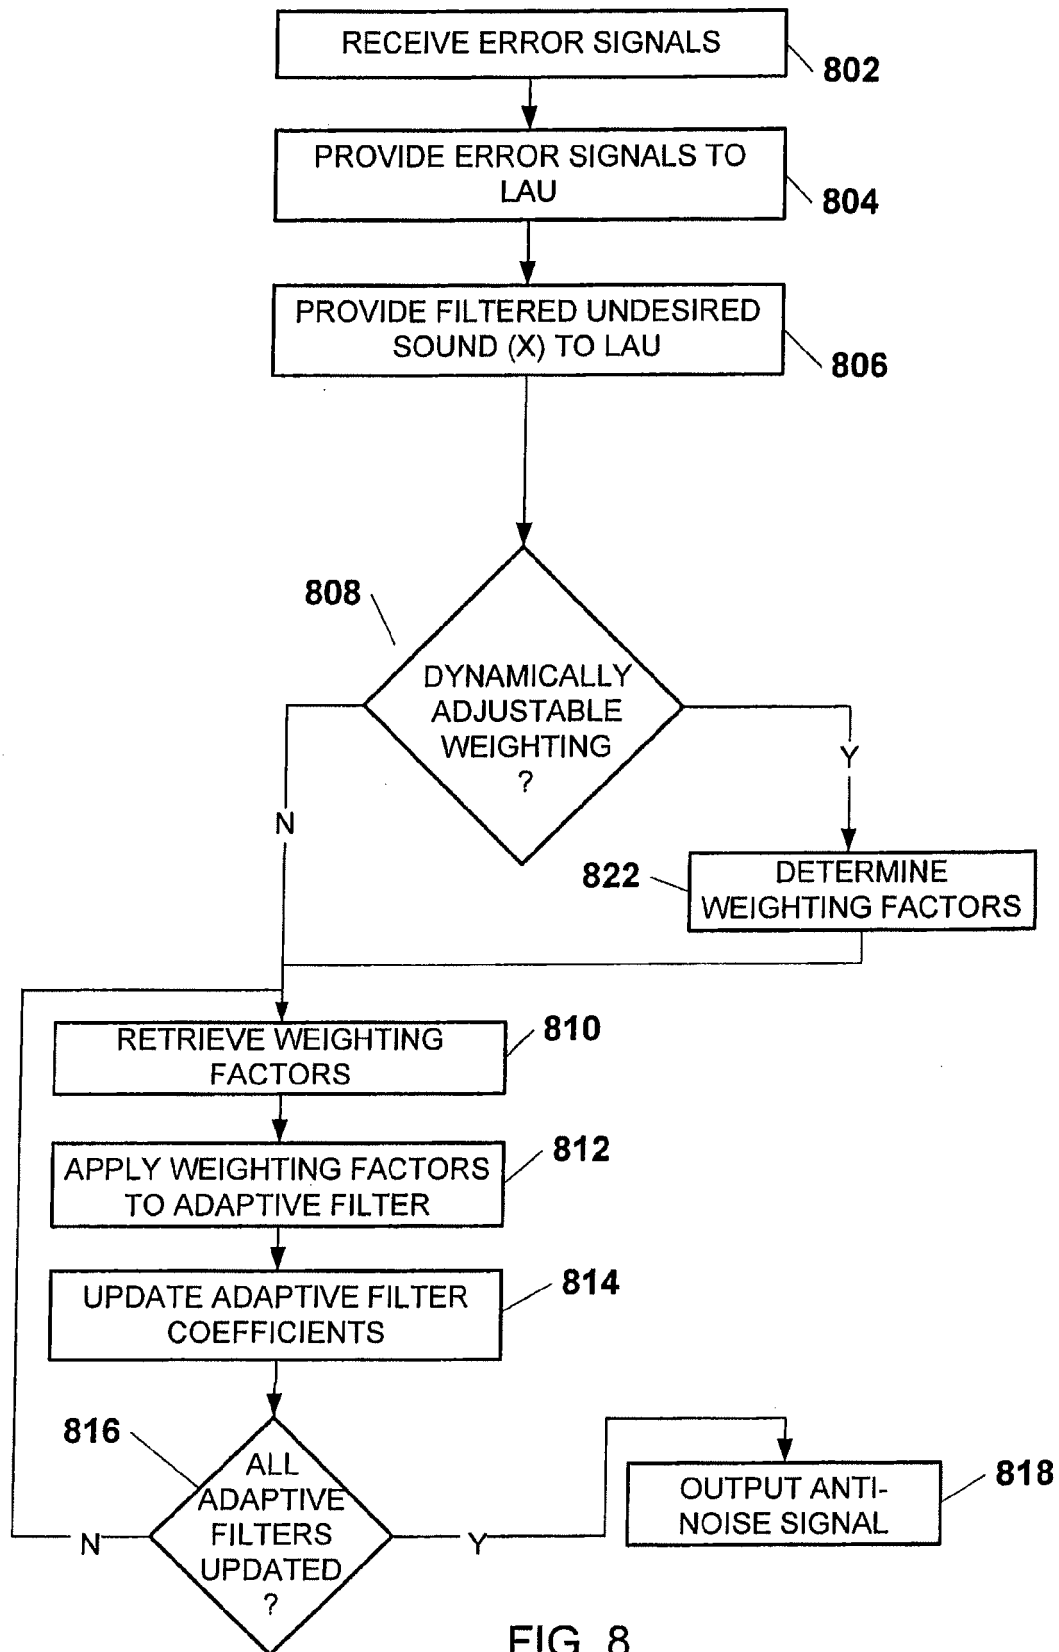 RECEIVE ERROR SIGNALS
802
PROVIDE ERROR SIGNALS TO
LAU
804
PROVIDE FILTERED UNDESIRED
SOUND (X) TO LAU
806
808
DYNAMICALLY
ADJUSTABLE
WEIGHTING
?
N
Y
822
DETERMINE
WEIGHTING FACTORS
RETRIEVE WEIGHTING
FACTORS
810
APPLY WEIGHTING FACTORS
TO ADAPTIVE FILTER
812
UPDATE ADAPTIVE FILTER
COEFFICIENTS
814
816
ALL
ADAPTIVE
FILTERS
UPDATED
?
N
Y
OUTPUT ANTI-
NOISE SIGNAL
818
FIG. 8